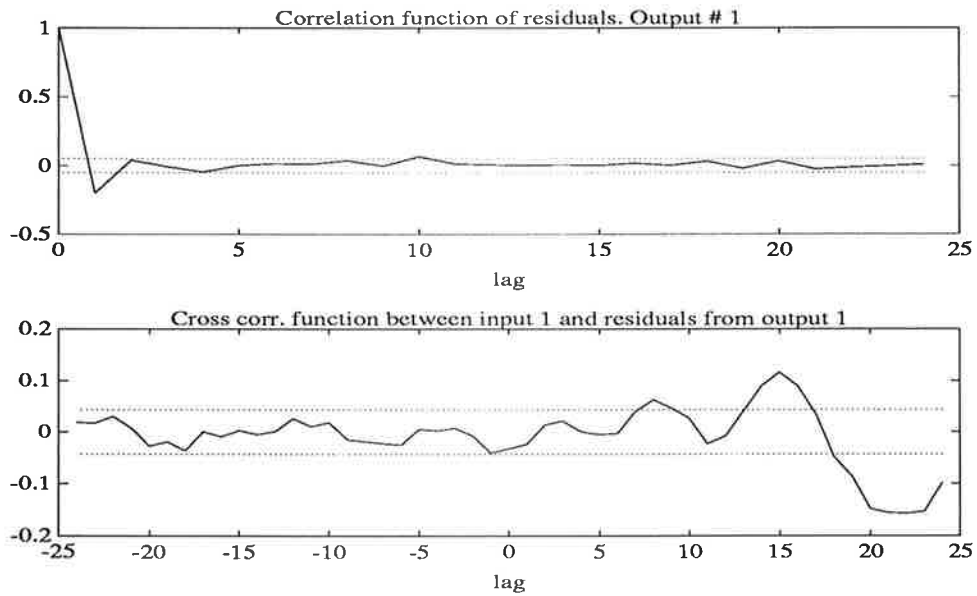 Correlation function of residuals. Output # 1
1
0.5
0
-0.5
0 5 10 15 20 25
lag
Cross corr. function between input 1 and residuals from output 1
0.2
0.1
0
-0.1
-0.2
-25 -20 -15 -10 -5 0 5 10 15 20 25
lag